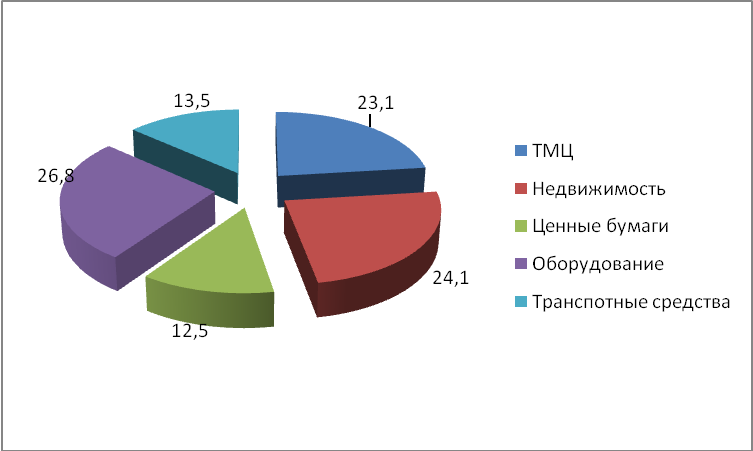 23,1
13,5
26,8
24,1
12,5
ТМЦ
Недвижимость
Ценные бумаги
Оборудование
Транспотные средства